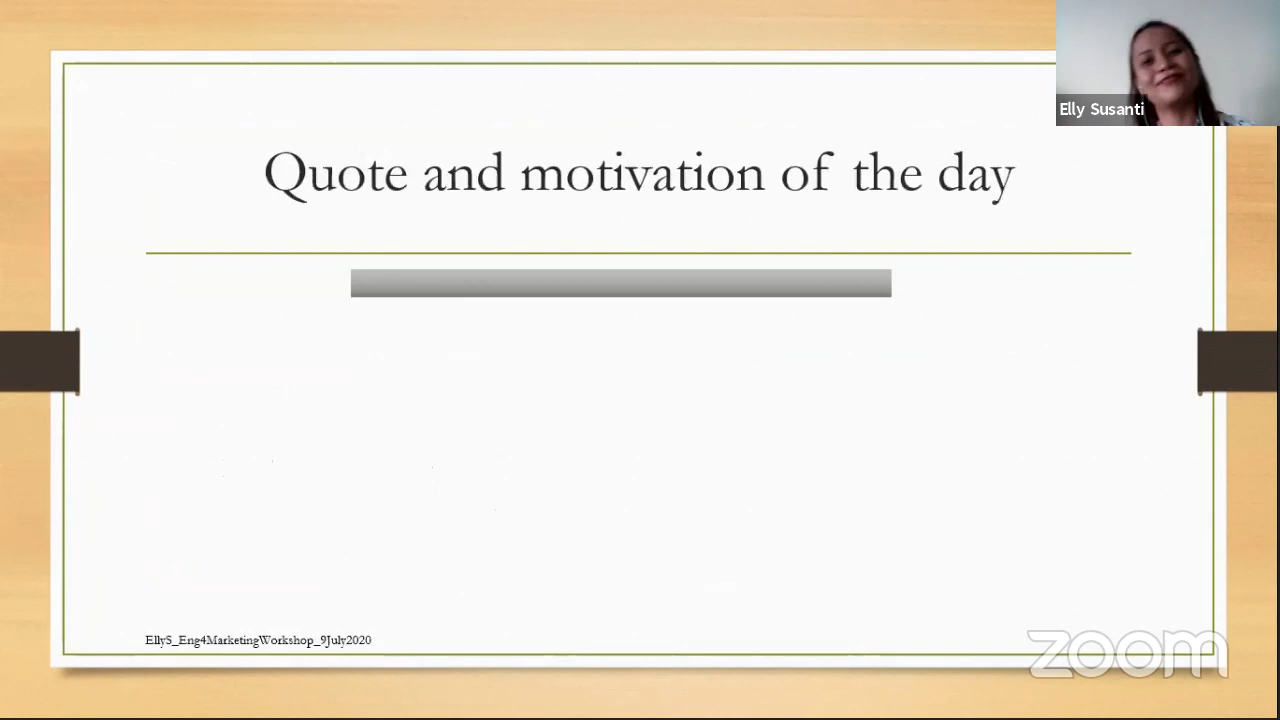 Elly Susanti
Quote and motivation of the day
EllyS_Eng4MarketingWorkshop_9July2020
zoom